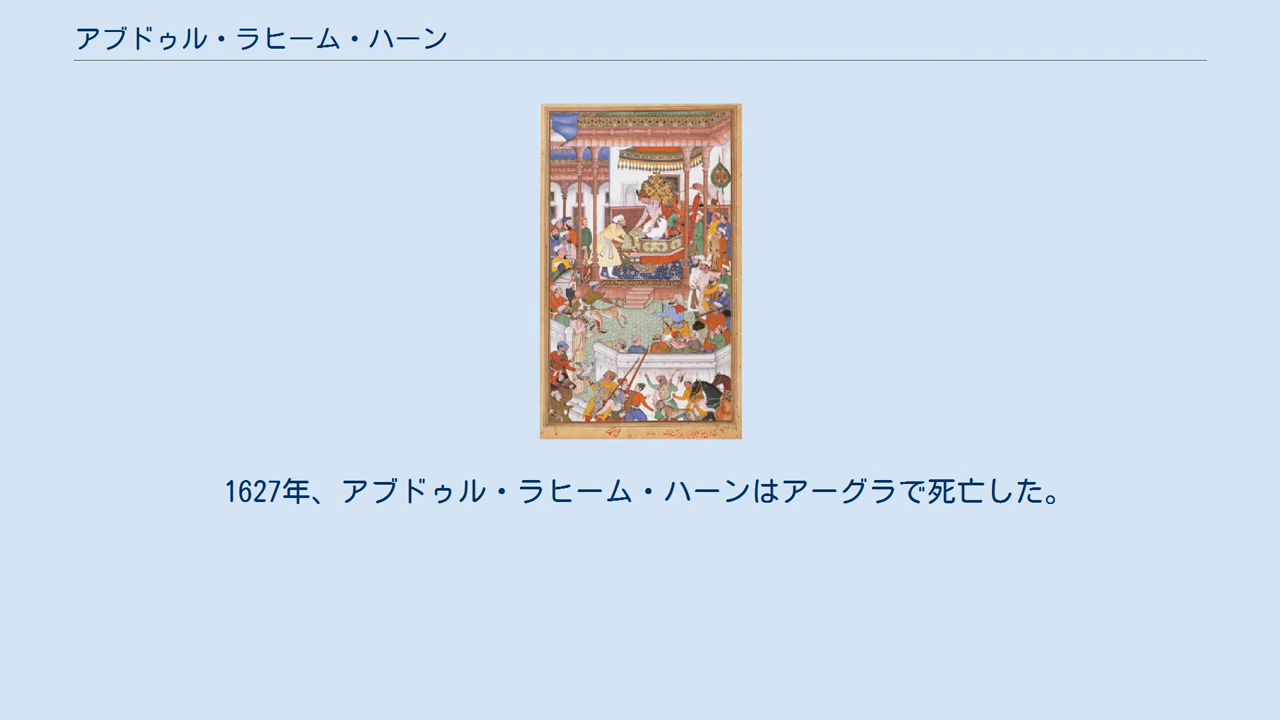 アブドゥル・ラヒーム・ハーン
1627年、アブドゥル・ラヒーム・ハーンはアーグラで死亡した。